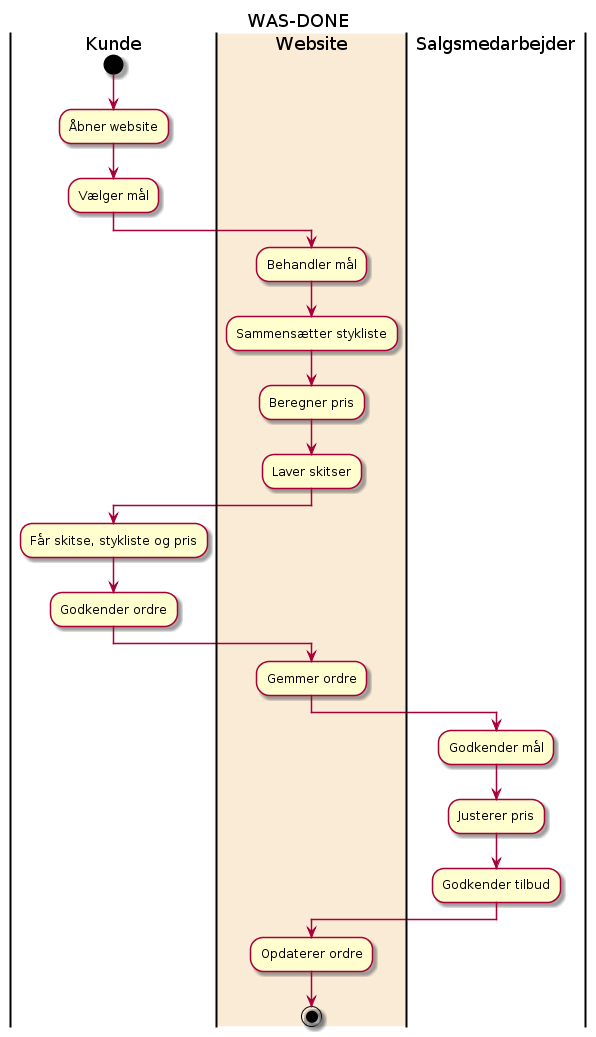 WAS-DONE
Kunde
Website
Salgsmedarbejder
Åbner website
Vælger mål
Behandler mål
Sammensætter stykliste
Beregner pris
Laver skitser
Får skitse, stykliste og pris
Godkender ordre
Gemmer ordre
Godkender mål
Justerer pris
Godkender tilbud
Opdaterer ordre